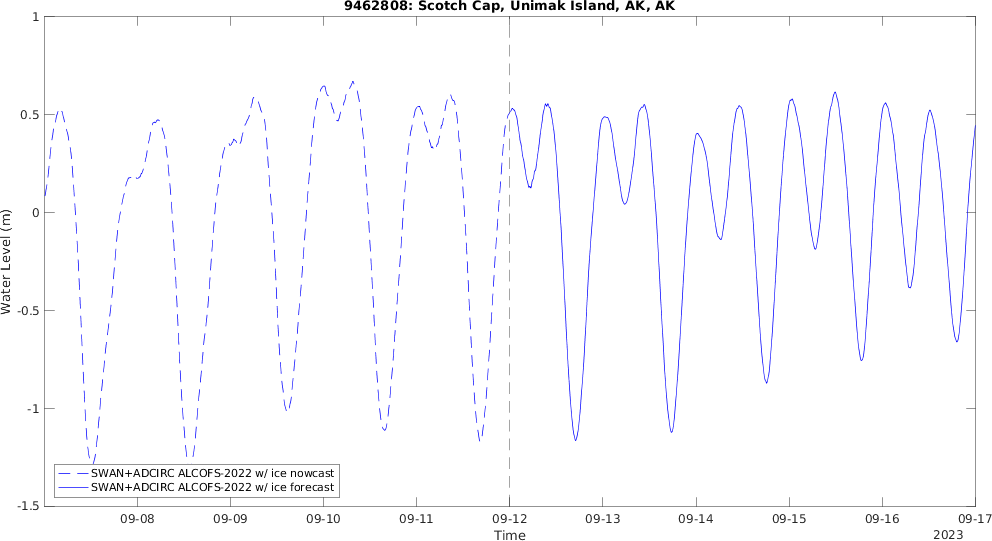 9462808: Scotch Cap, Unimak Island, AK, AK
1
0.5
0
-0.5
-1
-1.5
Water Level (m)
SWAN+ADCIRC ALCOFS-2022 w/ ice nowcast
SWAN+ADCIRC ALCOFS-2022 w/ ice forecast
09-08 09-09 09-10 09-11 09-12 09-13 09-14 09-15 09-16 09-17
Time
2023